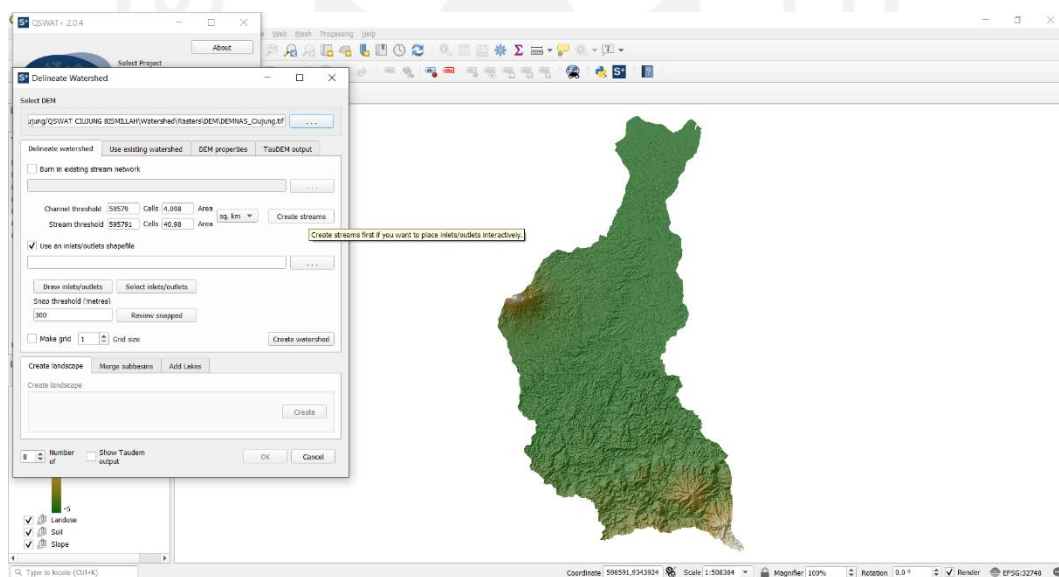 QSWAT+ 2.0.4
About
Select Project
Web Mesh Processing Help
Delineate Watershed
Select DEM
ujung/QSWAT CIUJUNG BISMILLAH\Watershed\Rasters\DEM\DEMNAS_Ciujung.tif ...
Delineate watershed Use existing watershed DEM properties TauDEM output
Burn in existing stream network
...
Channel threshold 59579 Cells 4.098 Area
sq. km Create streams
Stream threshold 595791 Cells 40.98 Area
Create streams first if you want to place inlets/outlets interactively.
Use an inlets/outlets shapefile
...
Draw inlets/outlets Select inlets/outlets
Snap threshold (metres)
300 Review snapped
Make grid 1 Grid size Create watershed
Create landscape Merge subbasins Add Lakes
Create landscape
Create
8 Number of Show Taudem output OK Cancel
-5
Landuse
Soil
Slope
Type to locate (Ctrl+K) Coordinate 598591,9343924 Scale 1:508384 Magnifier 100% Rotation 0.0 ° Render EPSG:32748